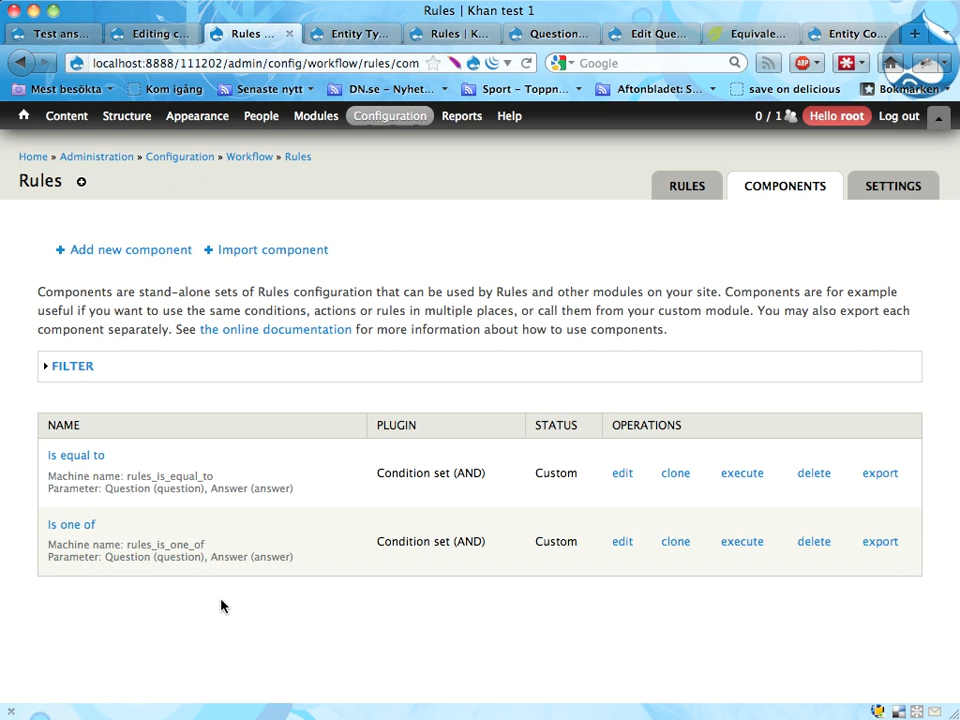 Rules | Khan test 1
Test ans...
Editing c...
Rules ...
Entity Ty...
Rules | K...
Question...
Edit Que...
Equivale...
Entity Co...
localhost:8888/111202/admin/config/workflow/rules/com
Google
ABP
Mest besökta
Kom igång
Senaste nytt
DN.se – Nyhet...
Sport – Toppn...
Aftonbladet: S...
save on delicious
Bokmärken
Content Structure Appearance People Modules Configuration Reports Help
0 / 1 Hello root Log out
Home » Administration » Configuration » Workflow » Rules
Rules
RULES COMPONENTS SETTINGS
+ Add new component + Import component
Components are stand-alone sets of Rules configuration that can be used by Rules and other modules on your site. Components are for example
useful if you want to use the same conditions, actions or rules in multiple places, or call them from your custom module. You may also export each
component separately. See the online documentation for more information about how to use components.
FILTER
NAME PLUGIN STATUS OPERATIONS
Is equal to
Machine name: rules_is_equal_to
Parameter: Question (question), Answer (answer)
Condition set (AND) Custom edit clone execute delete export
Is one of
Machine name: rules_is_one_of
Parameter: Question (question), Answer (answer)
Condition set (AND) Custom edit clone execute delete export